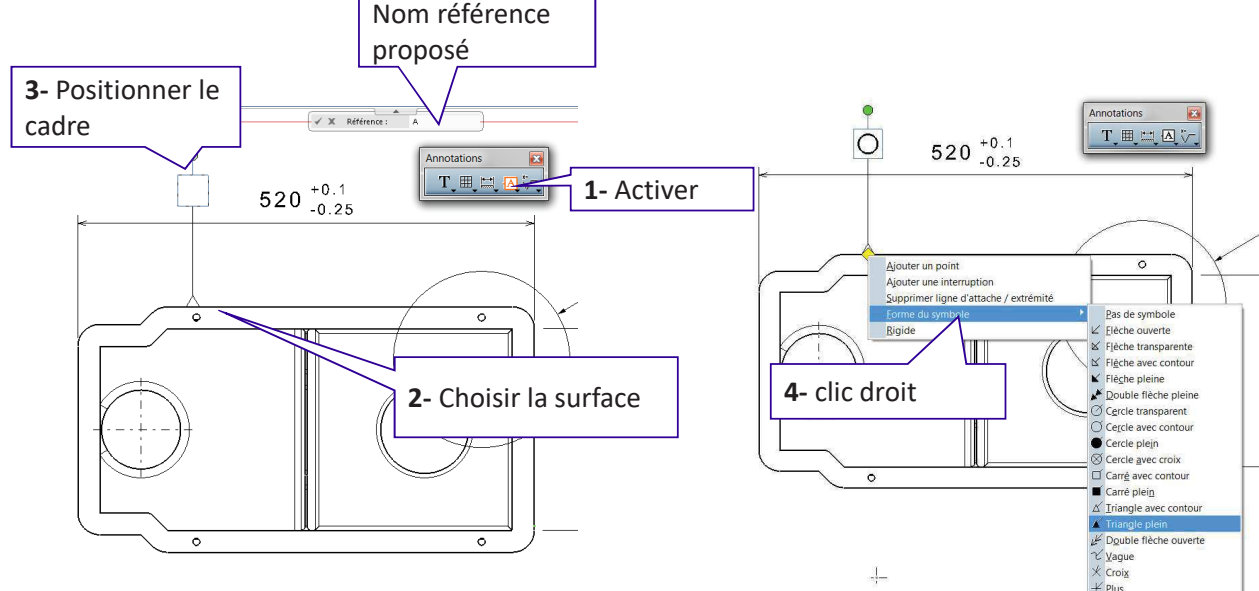 Nom référence
proposé
3- Positionner le
cadre
Référence :
A
Annotations
T
A
520 +0.1
-0.25
1- Activer
2- Choisir la surface
Annotations
T
A
520 +0.1
-0.25
Ajouter un point
Ajouter une interruption
Supprimer ligne d'attache / extrémité
Forme du symbole
Rigide
4- clic droit
Pas de symbole
Flèche ouverte
Flèche transparente
Flèche avec contour
Flèche pleine
Double flèche pleine
Cercle transparent
Cercle avec contour
Cercle plein
Cercle avec croix
Carré avec contour
Carré plein
Triangle avec contour
Triangle plein
Double flèche ouverte
Vague
Croix
Plus